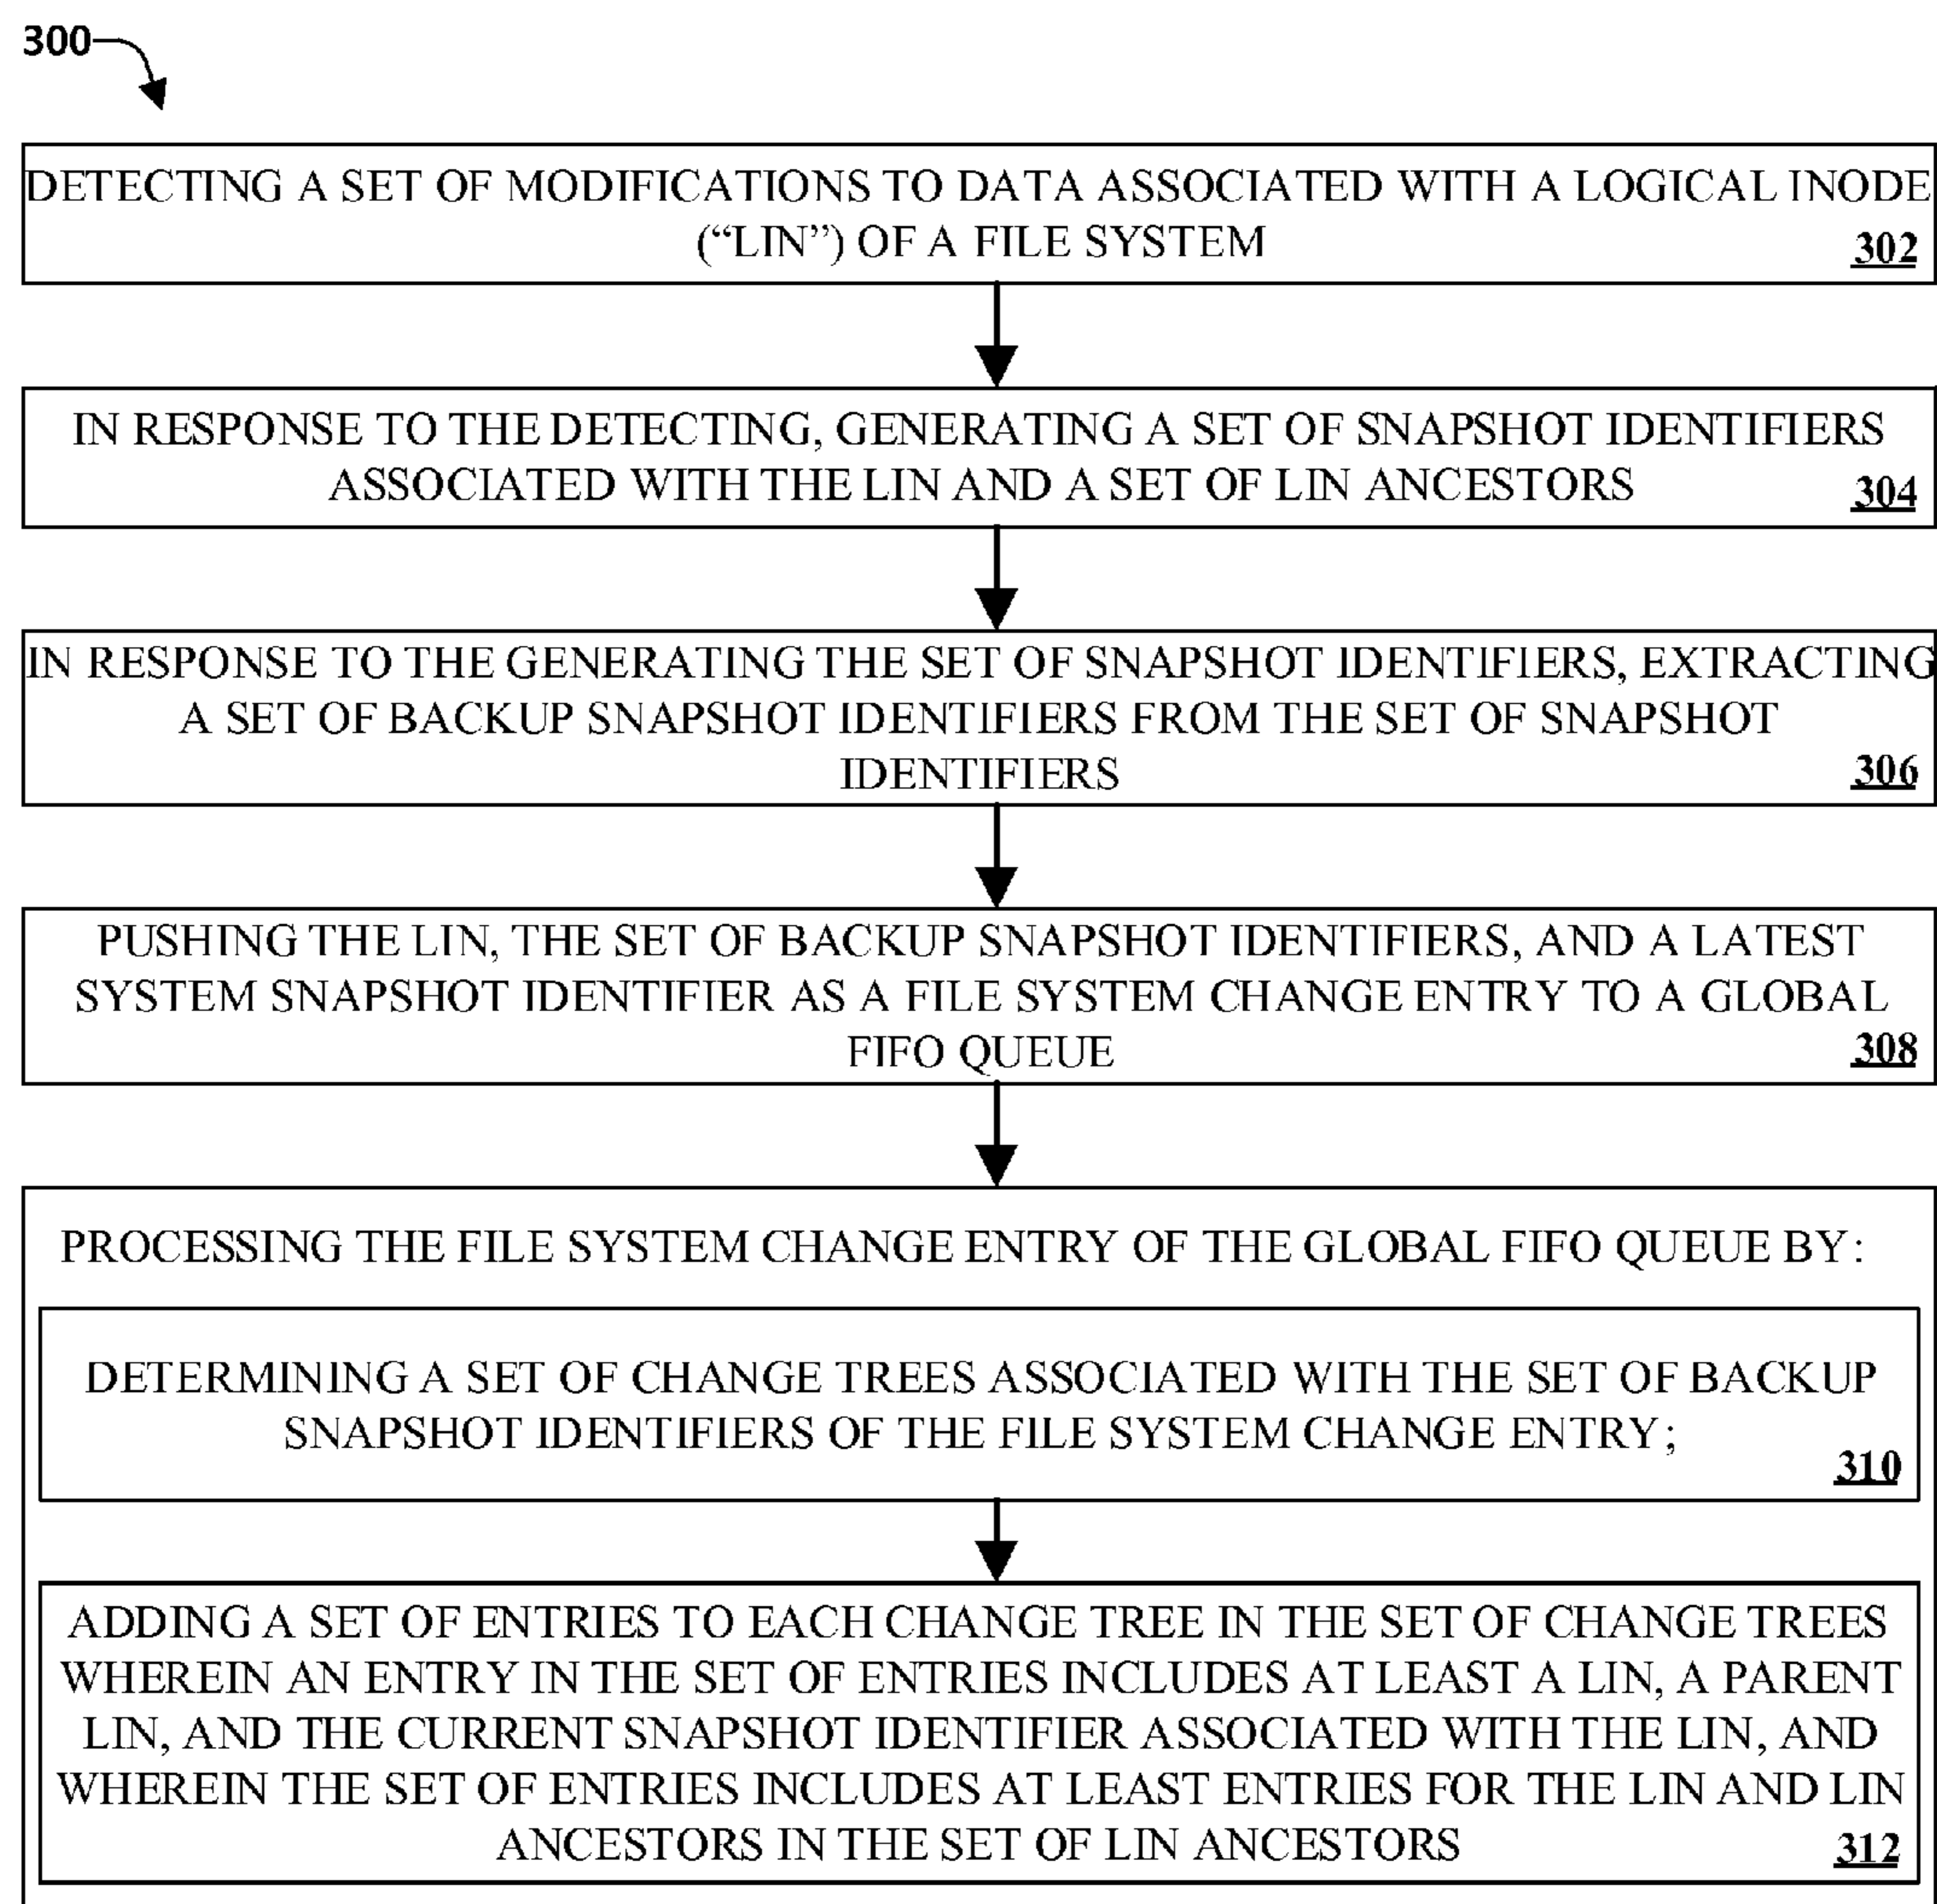 300
DETECTING A SET OF MODIFICATIONS TO DATA ASSOCIATED WITH A LOGICAL INODE
(“LIN”) OF A FILE SYSTEM
302
IN RESPONSE TO THE DETECTING, GENERATING A SET OF SNAPSHOT IDENTIFIERS
ASSOCIATED WITH THE LIN AND A SET OF LIN ANCESTORS
304
IN RESPONSE TO THE GENERATING THE SET OF SNAPSHOT IDENTIFIERS, EXTRACTING
A SET OF BACKUP SNAPSHOT IDENTIFIERS FROM THE SET OF SNAPSHOT
IDENTIFIERS
306
PUSHING THE LIN, THE SET OF BACKUP SNAPSHOT IDENTIFIERS, AND A LATEST
SYSTEM SNAPSHOT IDENTIFIER AS A FILE SYSTEM CHANGE ENTRY TO A GLOBAL
FIFO QUEUE
308
PROCESSING THE FILE SYSTEM CHANGE ENTRY OF THE GLOBAL FIFO QUEUE BY:
DETERMINING A SET OF CHANGE TREES ASSOCIATED WITH THE SET OF BACKUP
SNAPSHOT IDENTIFIERS OF THE FILE SYSTEM CHANGE ENTRY;
310
ADDING A SET OF ENTRIES TO EACH CHANGE TREE IN THE SET OF CHANGE TREES
WHEREIN AN ENTRY IN THE SET OF ENTRIES INCLUDES AT LEAST A LIN, A PARENT
LIN, AND THE CURRENT SNAPSHOT IDENTIFIER ASSOCIATED WITH THE LIN, AND
WHEREIN THE SET OF ENTRIES INCLUDES AT LEAST ENTRIES FOR THE LIN AND LIN
ANCESTORS IN THE SET OF LIN ANCESTORS
312